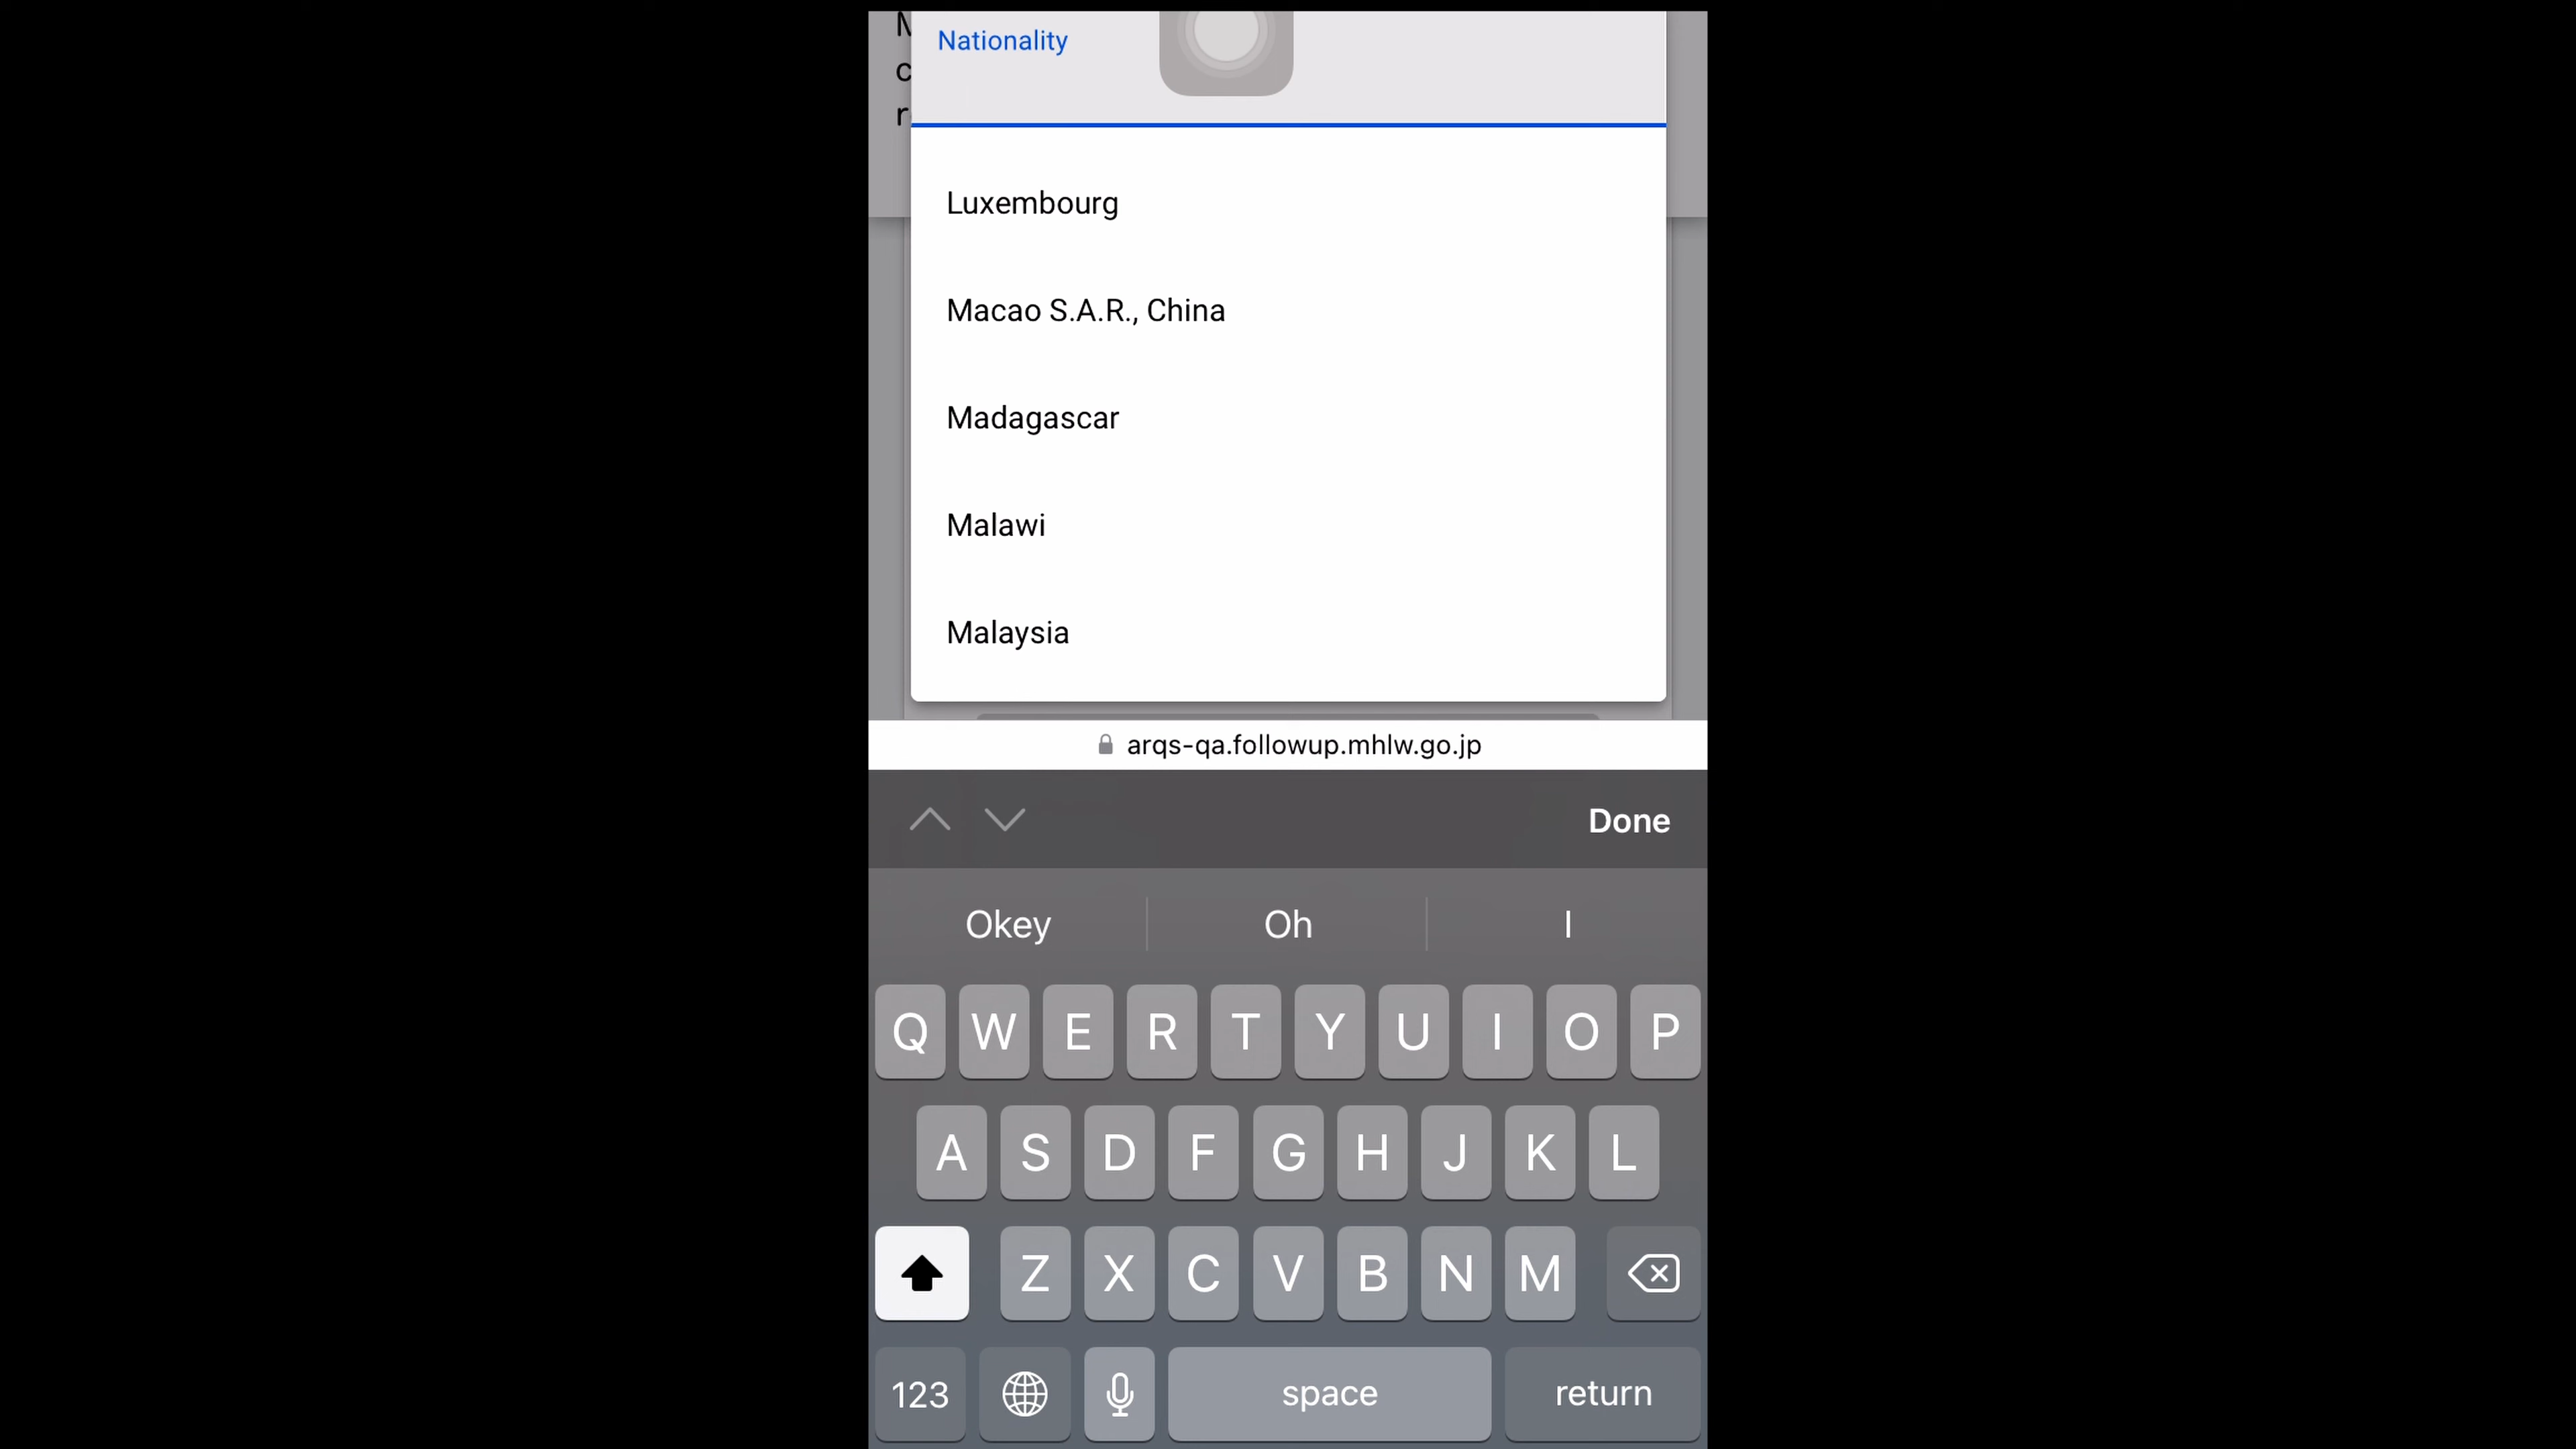 Nationality
Luxembourg
Macao S.A.R., China
Madagascar
Malawi
Malaysia
arqs-qa.followup.mhlw.go.jp
Done
Okey Oh I
Q W E R T Y U I O P
A S D F G H J K L
Z X C V B N M
123 space return